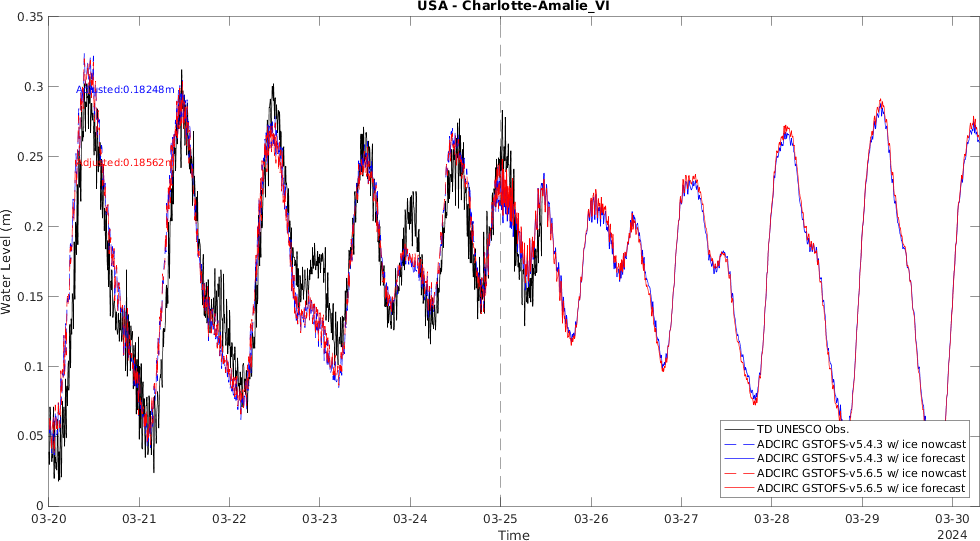 USA - Charlotte-Amalie_VI
0.35
0.3
0.25
0.2
0.15
0.1
0.05
0
Water Level (m)
Adjusted:0.18248m
Adjusted:0.18562m
TD UNESCO Obs.
ADCIRC GSTOFS-v5.4.3 w/ ice nowcast
ADCIRC GSTOFS-v5.4.3 w/ ice forecast
ADCIRC GSTOFS-v5.6.5 w/ ice nowcast
ADCIRC GSTOFS-v5.6.5 w/ ice forecast
03-20 03-21 03-22 03-23 03-24 03-25 03-26 03-27 03-28 03-29 03-30
Time
2024